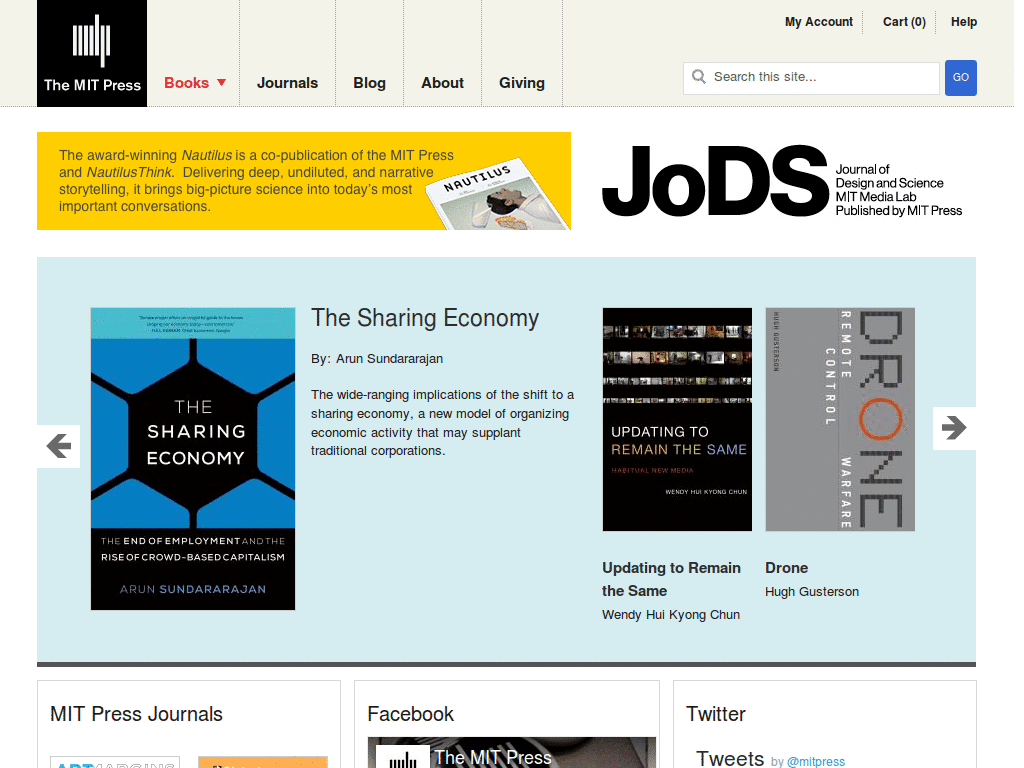 My Account
Cart (0)
Help
The MIT Press
Books
Journals
Blog
About
Giving
Search this site...
GO
The award-winning Nautilus is a co-publication of the MIT Press
and NautilusThink. Delivering deep, undiluted, and narrative
storytelling, it brings big-picture science into today's most
important conversations.
NAUTILUS
JoDS
Journal of
Design and Science
MIT Media Lab
Published by MIT Press
THE
SHARING
ECONOMY
THE END OF EMPLOYMENT AND THE
RISE OF CROWD-BASED CAPITALISM
ARUN SUNDARARAJAN
The Sharing Economy
By: Arun Sundararajan
The wide-ranging implications of the shift to a
sharing economy, a new model of organizing
economic activity that may supplant
traditional corporations.
UPDATING TO
REMAIN THE SAME
HABITUAL NEW MEDIA
WENDY HUI KYONG CHUN
HUGH GUSTERSON
DRONE
REMOTE
CONTROL
WARFARE
Updating to Remain
the Same
Wendy Hui Kyong Chun
Drone
Hugh Gusterson
MIT Press Journals
ARTMARGINS
Facebook
The MIT Press
Twitter
Tweets by @mitpress